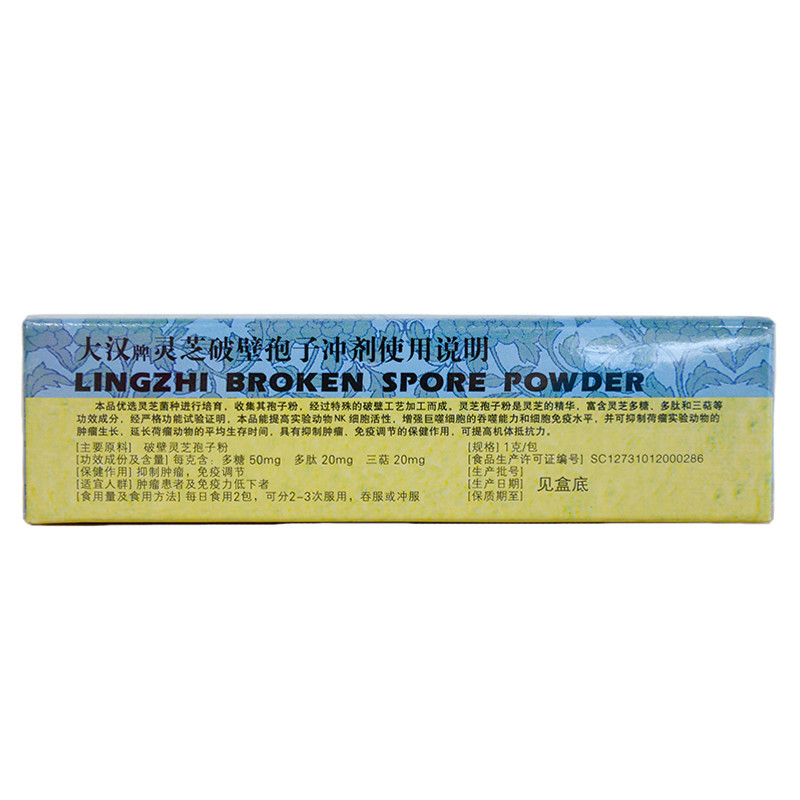 大汉牌灵芝破壁孢子冲剂使用说明
LINGZHI BROKEN SPORE POWDER
本品优选灵芝菌种进行培育，收集其孢子粉，经过特殊的破壁工艺加工而成。灵芝孢子粉是灵芝的精华，富含灵芝多糖、多肽和三萜等
功效成分，经严格功能试验证明，本品能提高实验动物NK细胞活性，增强巨噬细胞的吞噬能力和细胞免疫水平，并可抑制荷瘤实验动物的
肿瘤生长，延长荷瘤动物的平均生存时间，具有抑制肿瘤、免疫调节的保健作用，可提高机体抵抗力。
[主要原料] 破壁灵芝孢子粉
[功效成份及含量] 每克含：多糖 50mg 多肽 20mg 三萜 20mg
[保健作用] 抑制肿瘤，免疫调节
[适宜人群] 肿瘤患者及免疫力低下者
[食用量及食用方法] 每日食用2包，可分2-3次服用，吞服或冲服
[规格] 1克/包
[食品生产许可证编号] SC12731012000286
[生产批号]
[生产日期] 见盒底
[保质期至]